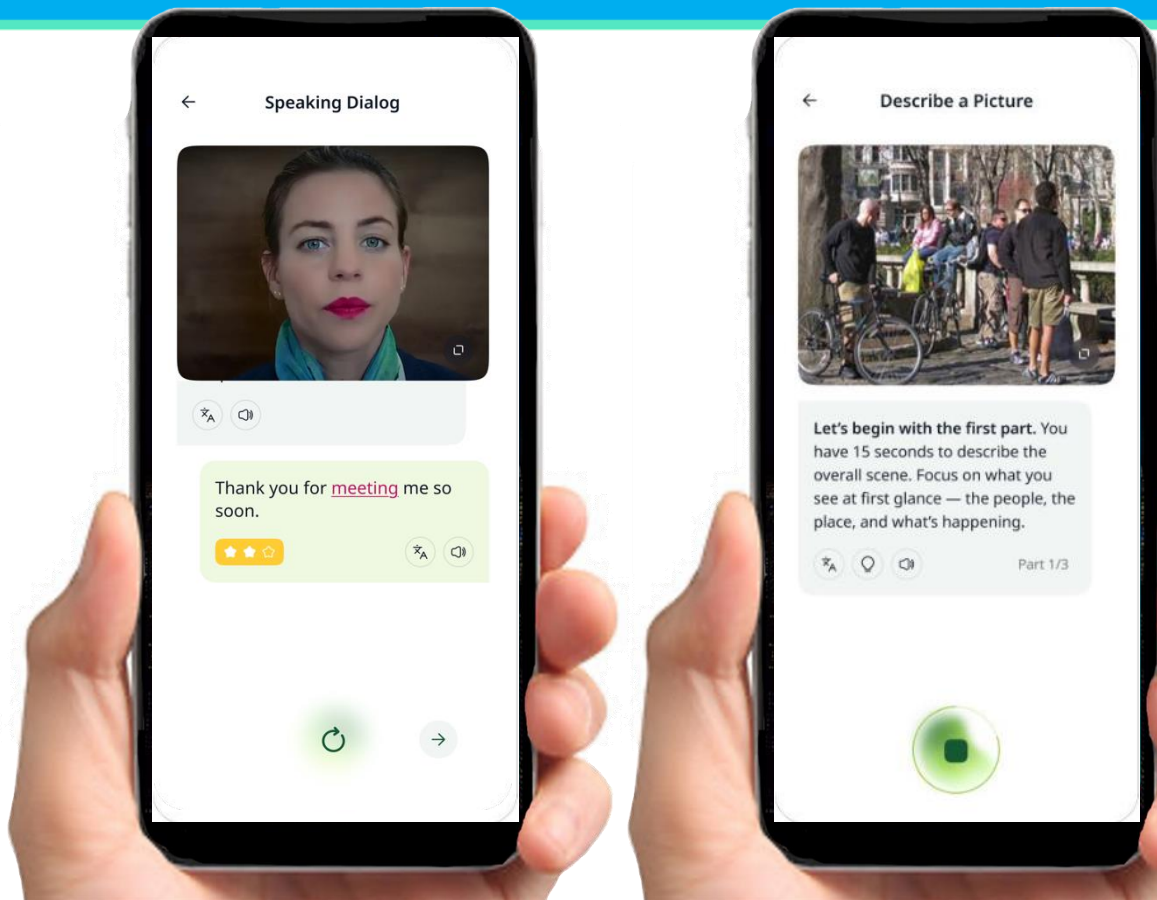 Speaking Dialog
Thank you for meeting me so
soon.
Describe a Picture
Let's begin with the first part. You
have 15 seconds to describe the
overall scene. Focus on what you
see at first glance — the people, the
place, and what's happening.
Part 1/3